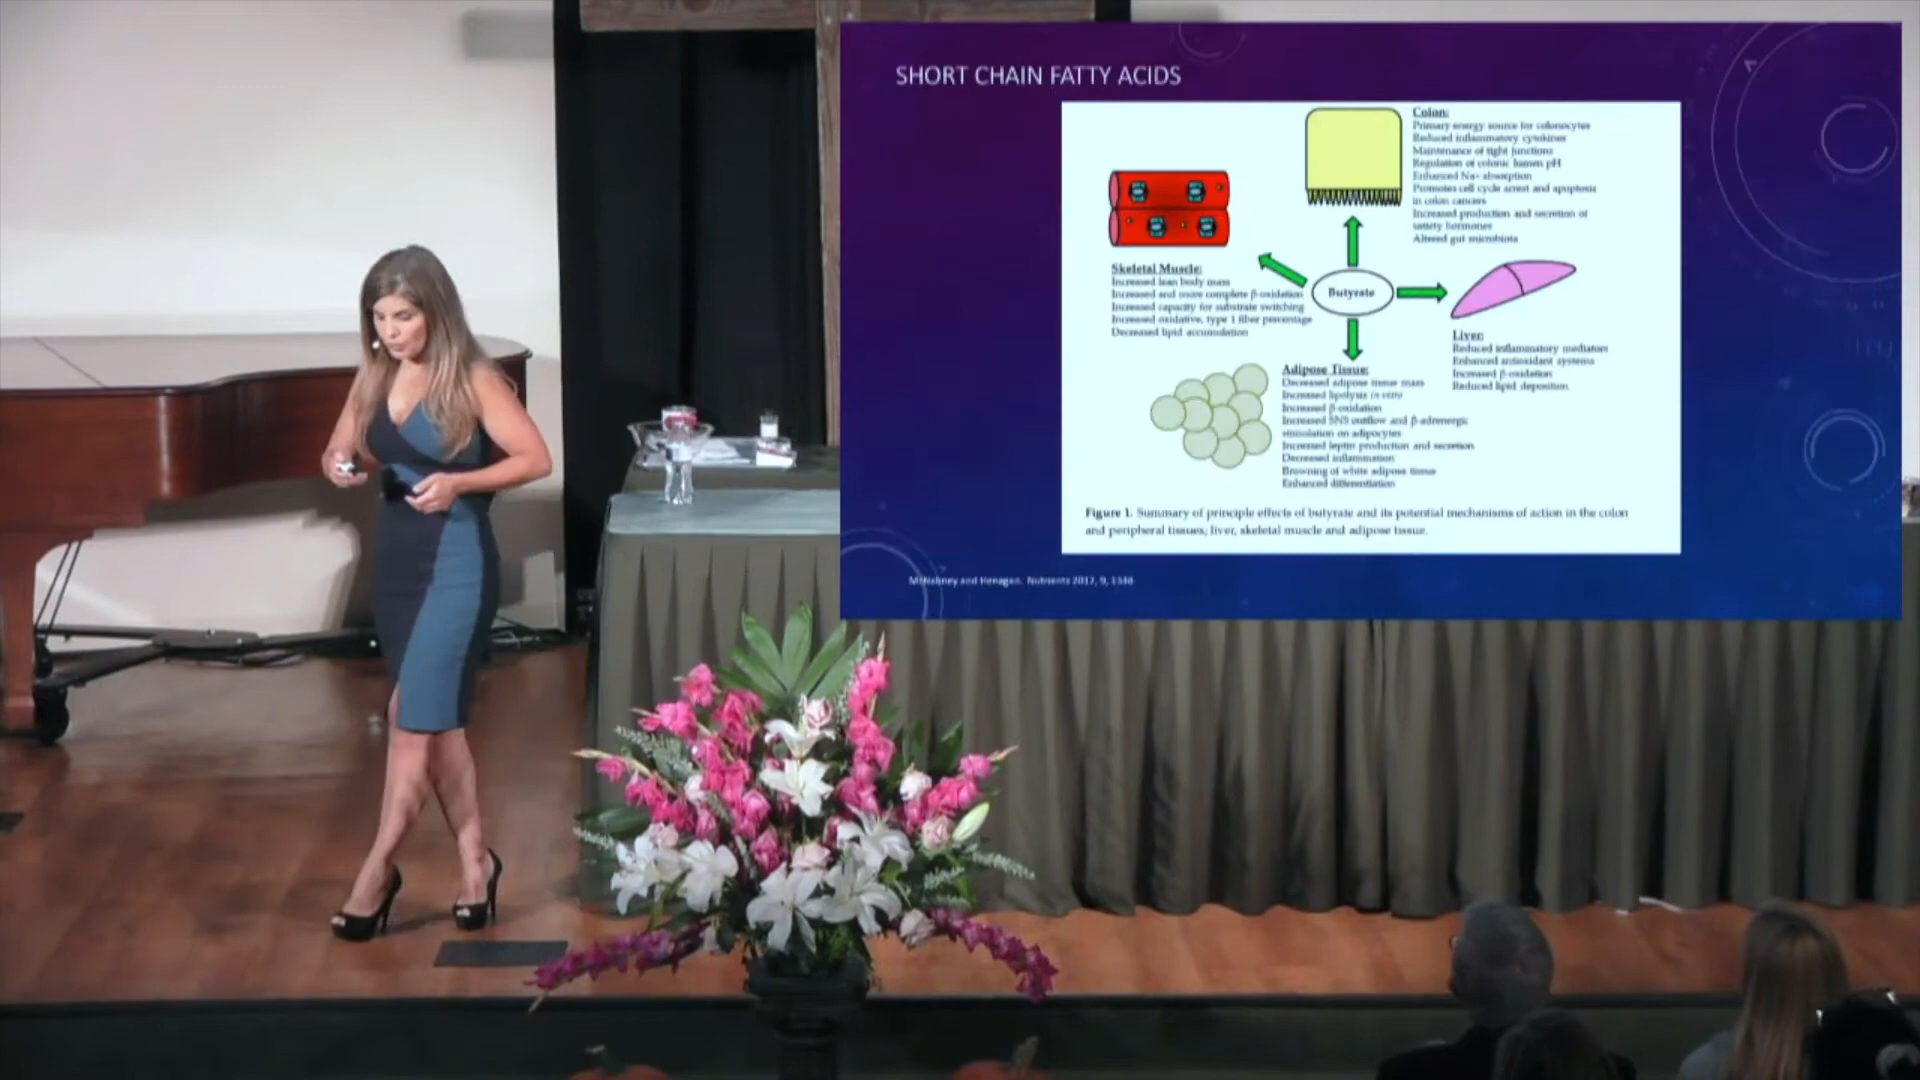 SHORT CHAIN FATTY ACIDS
Colon:
Primary energy source for colonocytes
Reduced inflammatory cytokines
Maintenance of tight junctions
Regulation of colonic lumen pH
Enhanced Na+ absorption
Promotes cell cycle arrest and apoptosis
in colon cancers
Increased production and secretion of
satiety hormones
Altered gut microbiota
Skeletal Muscle:
Increased lean body mass
Increased and more complete β-oxidation
Increased capacity for substrate switching
Increased oxidative, type 1 fiber percentage
Decreased lipid accumulation
Butyrate
Liver:
Reduced inflammatory mediators
Enhanced antioxidant systems
Increased β-oxidation
Reduced lipid deposition
Adipose Tissue:
Decreased adipose tissue mass
Increased lipolysis in vitro
Increased β-oxidation
Increased SNS outflow and β-adrenergic
stimulation on adipocytes
Increased leptin production and secretion
Decreased inflammation
Browning of white adipose tissue
Enhanced differentiation
Figure 1. Summary of principle effects of butyrate and its potential mechanisms of action in the colon
and peripheral tissues; liver, skeletal muscle and adipose tissue.
McNabney and Henagan. Nutrients 2017, 9, 1348